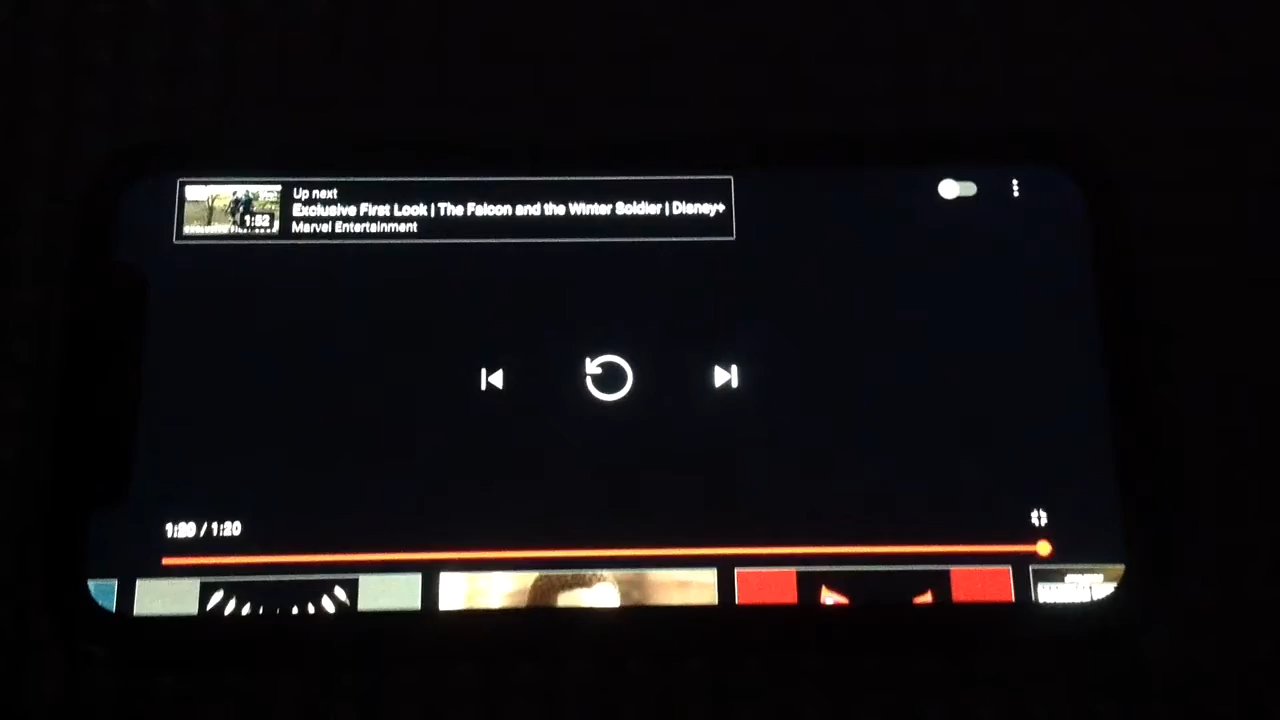 Up next
Exclusive First Look | The Falcon and the Winter Soldier | Disney+
1:52
Marvel Entertainment
1:20 / 1:20